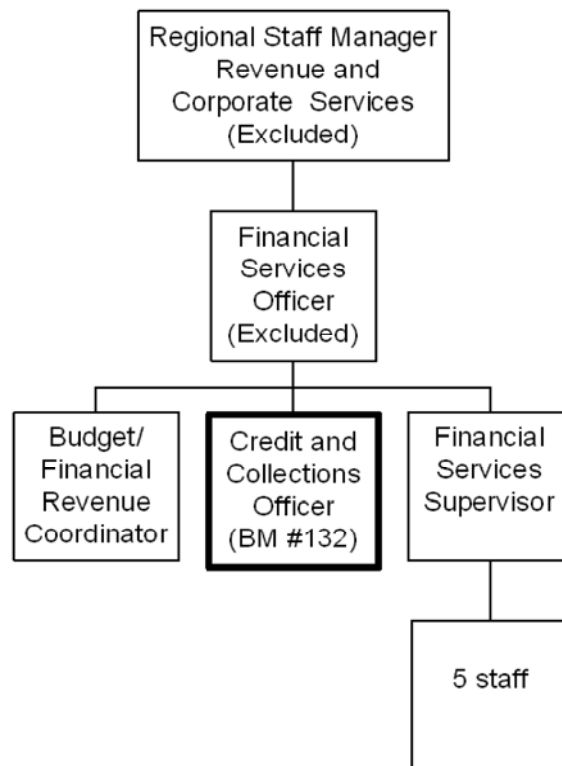 Regional Staff Manager
Revenue and
Corporate Services
(Excluded)
Financial
Services
Officer
(Excluded)
Budget/
Financial
Revenue
Coordinator
Credit and
Collections
Officer
(BM #132)
Financial
Services
Supervisor
5 staff